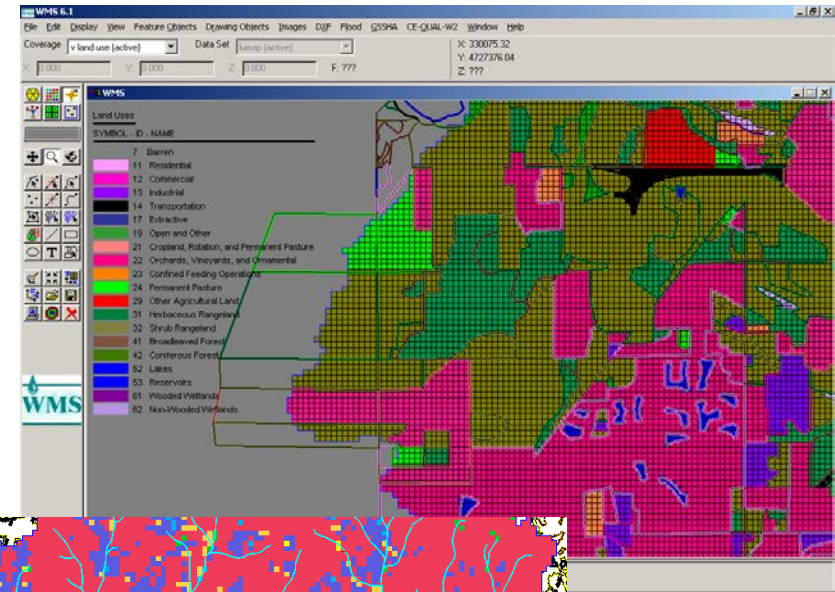 WMS 6.1
File Edit Display View Feature Objects Drawing Objects Images DXF Flood GSSHA CE-QUAL-W2 Window Help
Coverage v land use (active) Data Set lumap (active) X: 330075.32
Y: 4727376.04
X: 0.000 Y: 0.000 Z: 0.000 F: ??? Z: ???
WMS
Land Uses
SYMBOL - ID - NAME
7 Barren
11 Residential
12 Commercial
13 Industrial
14 Transportation
17 Extractive
19 Open and Other
21 Cropland, Rotation, and Permanent Pasture
22 Orchards, Vineyards, and Ornamental
23 Confined Feeding Operations
24 Permanent Pasture
29 Other Agricultural Land
31 Herbaceous Rangeland
32 Shrub Rangeland
41 Broadleaved Forest
42 Coniferous Forest
52 Lakes
53 Reservoirs
61 Wooded Wetlands
62 Non-Wooded Wetlands
WMS